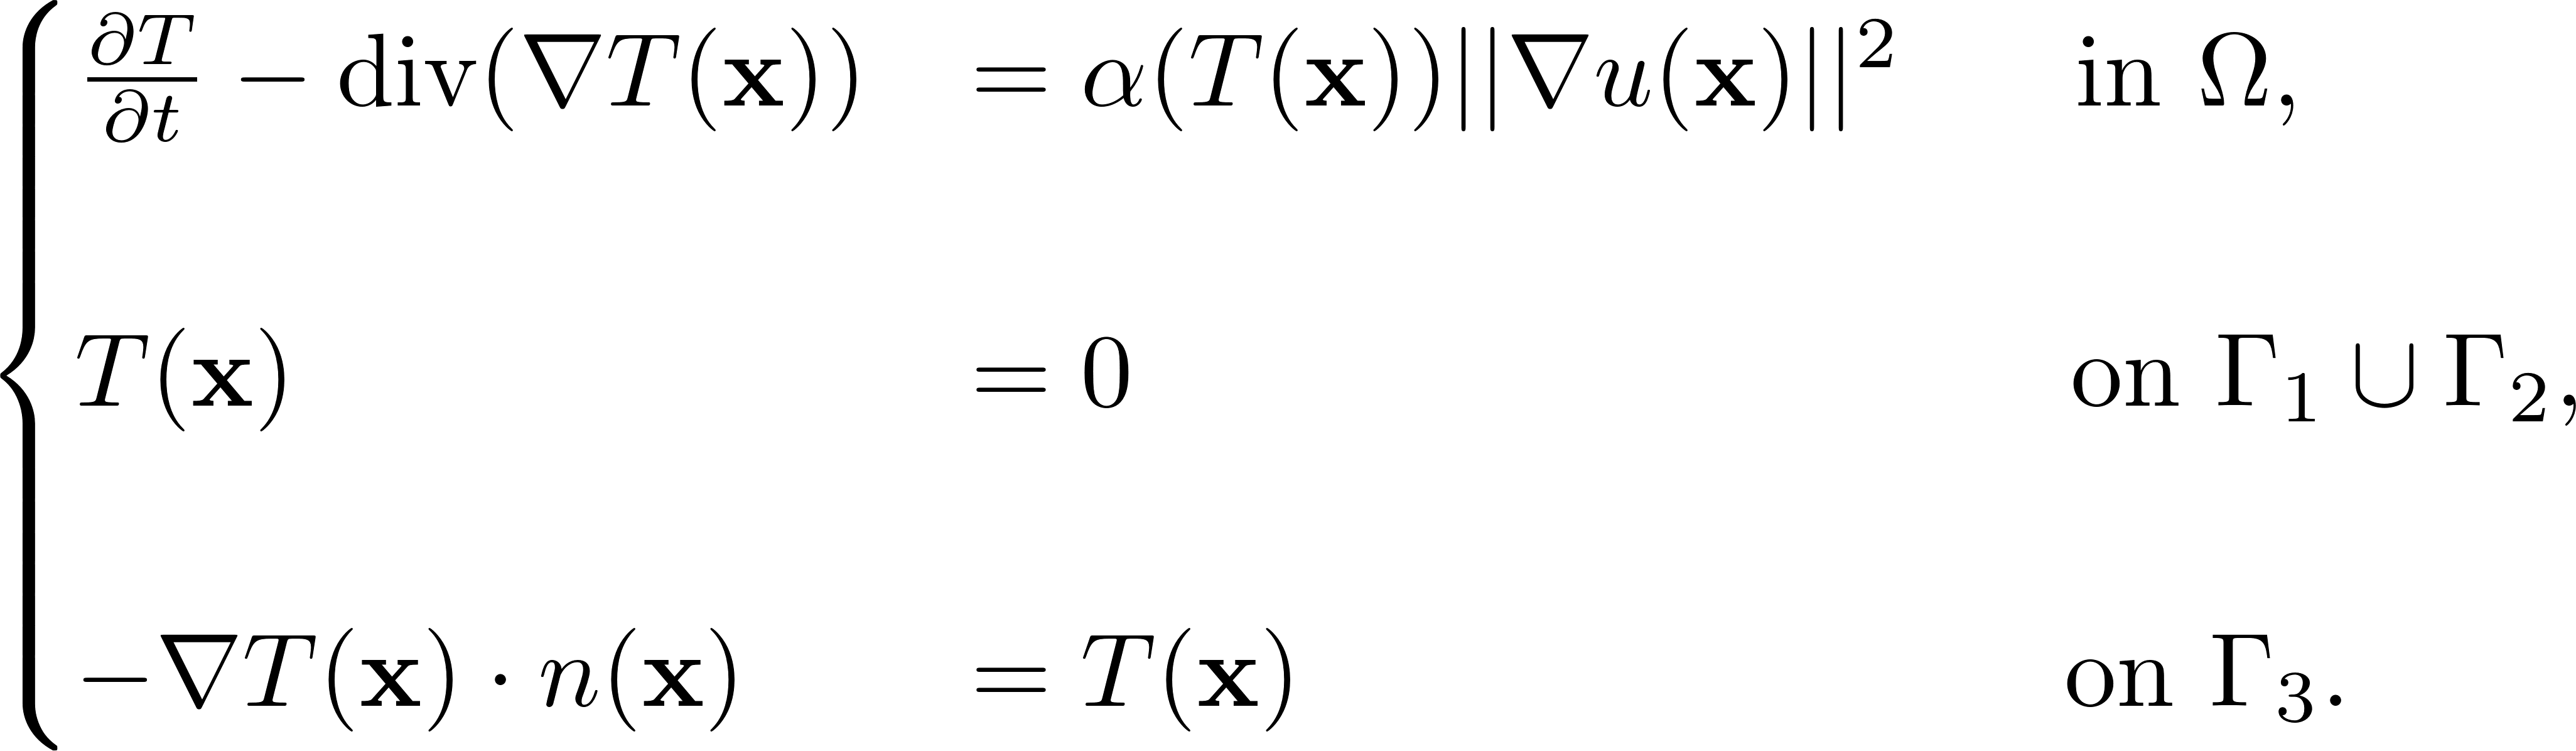 ∂T/∂t − div(∇T(𝐱)) = α(T(𝐱))||∇u(𝐱)||² in Ω,
T(𝐱) = 0 on Γ₁ ∪ Γ₂,
−∇T(𝐱) · n(𝐱) = T(𝐱) on Γ₃.